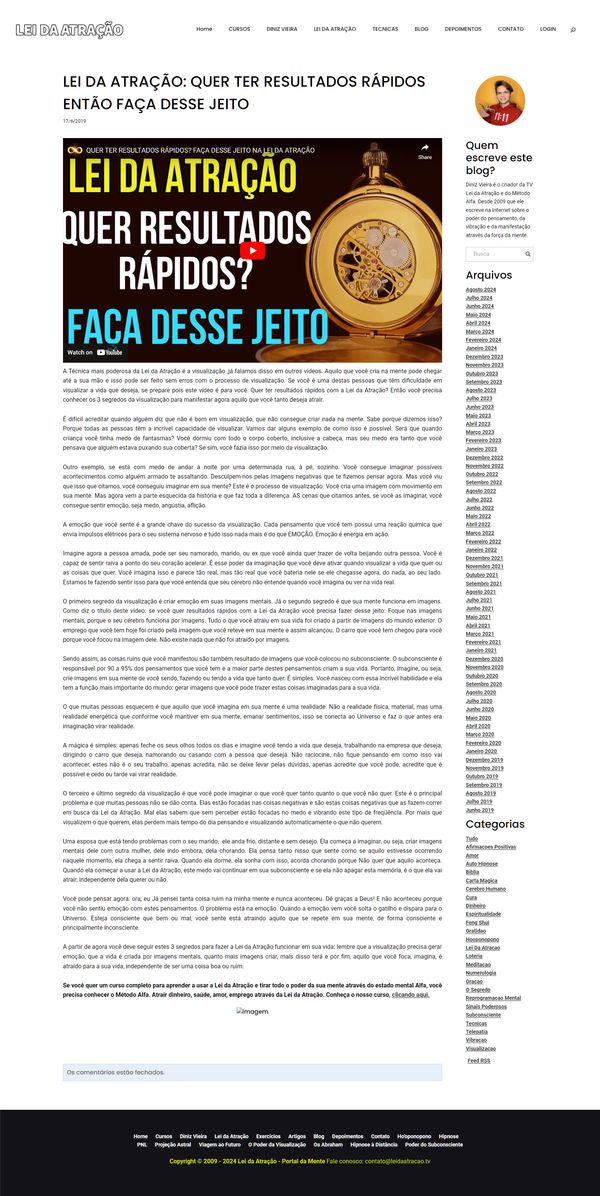 LEI DA ATRAÇÃO
Home CURSOS DINIZ VIEIRA LEI DA ATRAÇÃO TECNICAS BLOG DEPOIMENTOS CONTATO LOGIN
LEI DA ATRAÇÃO: QUER TER RESULTADOS RÁPIDOS
ENTÃO FAÇA DESSE JEITO
17/6/2019
QUER TER RESULTADOS RÁPIDOS? FAÇA DESSE JEITO NA LEI DA ATRAÇÃO
Share
LEI DA ATRAÇÃO
QUER RESULTADOS
RÁPIDOS?
FAÇA DESSE JEITO
Watch on YouTube
A Técnica mais poderosa da Lei da Atração é a visualização ,já falamos disso em outros vídeos. Aquilo que você cria na mente pode chegar
até a sua mão e isso pode ser feito sem erros com o processo de visualização. Se você é uma destas pessoas que têm dificuldade em
visualizar a vida que deseja, se prepare pois este vídeo é para você. Quer ter resultados rápidos com a Lei da Atração? Então você precisa
conhecer os 3 segredos da visualização para manifestar agora aquilo que você tanto deseja atrair.
É difícil acreditar quando alguém diz que não é bom em visualização, que não consegue criar nada na mente. Sabe porque dizemos isso?
Porque todas as pessoas têm a incrível capacidade de visualizar. Vamos dar alguns exemplo de como isso é possível. Será que quando
criança você tinha medo de fantasmas? Você dormiu com todo o corpo coberto, inclusive a cabeça, mas seu medo era tanto que você
pensava que alguém estava puxando sua coberta? Se sim, você fazia isso por meio da visualização.
Outro exemplo, se está com medo de andar à noite por uma determinada rua, à pé, sozinho. Você consegue imaginar possíveis
acontecimentos como alguém armado te assaltando. Desculpem-nos pelas imagens negativas que te fizemos pensar agora. Mas você viu
que isso que citamos, você conseguiu imaginar em sua mente? Este é o processo de visualização. Você cria uma imagem com movimento em
sua mente. Mas agora vem a parte esquecida da história e que faz toda a diferença. AS cenas que citamos antes, se você as imaginar, você
consegue sentir emoção, seja medo, angústia, aflição.
A emoção que você sente é a grande chave do sucesso da visualização. Cada pensamento que você tem possui uma reação química que
envia impulsos elétricos para o seu sistema nervoso e tudo isso nada mais é do que EMOÇÃO. Emoção é energia em ação.
Imagine agora a pessoa amada, pode ser seu namorado, marido, ou ex que você ainda quer trazer de volta beijando outra pessoa. Você é
capaz de sentir raiva a ponto do seu coração acelerar. É esse poder da imaginação que você deve ativar quando visualizar a vida que quer ou
as coisas que quer. Você imagina isso e parece tão real, mas tão real que você bateria nele se ele chegasse agora, do nada, ao seu lado.
Estamos te fazendo sentir isso para que você entenda que seu cérebro não entende quando você imagina ou ver na vida real.
O primeiro segredo da visualização é criar emoção em suas imagens mentais. Já o segundo segredo é que sua mente funciona em imagens.
Como diz o título deste vídeo: se você quer resultados rápidos com a Lei da Atração você precisa fazer desse jeito: Foque nas imagens
mentais, porque o seu cérebro funciona por imagens. Tudo o que você atraiu em sua vida foi criado a partir de imagens do mundo exterior. O
emprego que você tem hoje foi criado pela imagem que você reteve em sua mente e assim alcançou. O carro que você tem chegou para você
porque você focou na imagem dele. Não existe nada que não foi atraído por imagens.
Sendo assim, as coisas ruins que você manifestou são também resultado de imagens que você colocou no subconsciente. O subconsciente é
responsável por 90 a 95% dos pensamentos que você tem e a maior parte destes pensamentos criam a sua vida. Portanto, imagine, ou seja,
crie imagens em sua mente de você sendo, fazendo ou tendo a vida que tanto quer. É simples. Você nasceu com essa incrível habilidade e ela
tem a função mais importante do mundo: gerar imagens que você pode trazer estas coisas imaginadas para a sua vida.
O que muitas pessoas esquecem é que aquilo que você imagina em sua mente é uma realidade. Não a realidade física, material, mas uma
realidade energética que conforme você mantiver em sua mente, emanar sentimentos, isso se conecta ao Universo e faz o que antes era
imaginação virar realidade.
A mágica é simples: apenas feche os seus olhos todos os dias e imagine você tendo a vida que deseja, trabalhando na empresa que deseja,
dirigindo o carro que deseja, namorando ou casando com a pessoa que deseja. Não raciocine, não fique pensando em como isso vai
acontecer, estes não é o seu trabalho, apenas acredita, não se deixe levar pelas dúvidas, apenas acredite que você pode, acredite que é
possível e cedo ou tarde vai virar realidade.
O terceiro e último segredo da visualização é que você pode imaginar o que você quer tanto quanto o que você não quer. Este é o principal
problema e que muitas pessoas não se dão conta. Elas estão focadas nas coisas negativas e são estas coisas negativas que as fazem correr
em busca da Lei da Atração. Mal elas sabem que sem perceber estão focadas no medo e vibrando este tipo de freqüência. Por mais que
visualizem o que querem, elas perdem mais tempo do dia pensando e visualizando automaticamente o que não querem.
Uma esposa que está tendo problemas com o seu marido, ele anda frio, distante e sem desejo. Ela começa a imaginar, ou seja, criar imagens
mentais dele com outra mulher, dele indo embora, dela chorando. Ela pensa tanto nisso que sente como se aquilo estivesse ocorrendo
naquele momento, ela chega a sentir raiva. Quando ela dorme, ela sonha com isso, acorda chorando porque Não quer que aquilo aconteça.
Quando ela começar a usar a Lei da Atração, este medo vai continuar em sua subconsciente e se ela não apagar esta memória, é o que ela vai
atrair, independente dela querer ou não.
Você pode pensar agora: ora, eu Já pensei tanta coisa ruim na minha mente e nunca aconteceu. Dê graças a Deus! E não aconteceu porque
você não sentiu emoção com estes pensamentos. O problema está na emoção. Quando a emoção vem você solta o gatilho e dispara para o
Universo. Esteja consciente que bem ou mal, você sente está atraindo aquilo que se repete em sua mente, de forma consciente e
principalmente inconsciente.
A partir de agora você deve seguir estes 3 segredos para fazer a Lei da Atração funcionar em sua vida: lembre que a visualização precisa gerar
emoção, que a vida é criada por imagens mentais, quanto mais imagens criar, mais disso terá e por fim, aquilo que você foca, imagina, é
atraído para a sua vida, independente de ser uma coisa boa ou ruim.
Se você quer um curso completo para aprender a usar a Lei da Atração e tirar todo o poder da sua mente através do estado mental Alfa, você
precisa conhecer o Método Alfa. Atrair dinheiro, saúde, amor, emprego através da Lei da Atração. Conheça o nosso curso, clicando aqui.
Imagem
Os comentários estão fechados.
11:11
Quem
escreve este
blog?
Diniz Vieira é o criador da TV
Lei da Atração e do Método
Alfa. Desde 2009 que ele
escreve na Internet sobre o
poder do pensamento, da
vibração e da manifestação
através da força da mente.
Busca
Arquivos
Agosto 2024
Julho 2024
Junho 2024
Maio 2024
Abril 2024
Março 2024
Fevereiro 2024
Janeiro 2024
Dezembro 2023
Novembro 2023
Outubro 2023
Setembro 2023
Agosto 2023
Julho 2023
Junho 2023
Maio 2023
Abril 2023
Março 2023
Fevereiro 2023
Janeiro 2023
Dezembro 2022
Novembro 2022
Outubro 2022
Setembro 2022
Agosto 2022
Julho 2022
Junho 2022
Maio 2022
Abril 2022
Março 2022
Fevereiro 2022
Janeiro 2022
Dezembro 2021
Novembro 2021
Outubro 2021
Setembro 2021
Agosto 2021
Julho 2021
Junho 2021
Maio 2021
Abril 2021
Março 2021
Fevereiro 2021
Janeiro 2021
Dezembro 2020
Novembro 2020
Outubro 2020
Setembro 2020
Agosto 2020
Julho 2020
Junho 2020
Maio 2020
Abril 2020
Março 2020
Fevereiro 2020
Janeiro 2020
Dezembro 2019
Novembro 2019
Outubro 2019
Setembro 2019
Agosto 2019
Julho 2019
Junho 2019
Categorias
Tudo
Afirmacoes Positivas
Amor
Auto Hipnose
Biblia
Carta Magica
Cerebro Humano
Cura
Dinheiro
Espiritualidade
Feng Shui
Gratidao
Hooponopono
Lei Da Atracao
Loteria
Meditacao
Numerologia
Oracao
O Segredo
Reprogramacao Mental
Sinais Poderosos
Subconsciente
Tecnicas
Telepatia
Vibracao
Visualizacao
Feed RSS
Home Cursos Diniz Vieira Lei da Atração Exercícios Artigos Blog Depoimentos Contato Ho'oponopono Hipnose
PNL Projeção Astral Viagem ao Futuro O Poder da Visualização Os Abraham Hipnose à Distância Poder do Subconsciente
Copyright © 2009 - 2024 Lei da Atração - Portal da Mente Fale conosco: contato@leidaatracao.tv